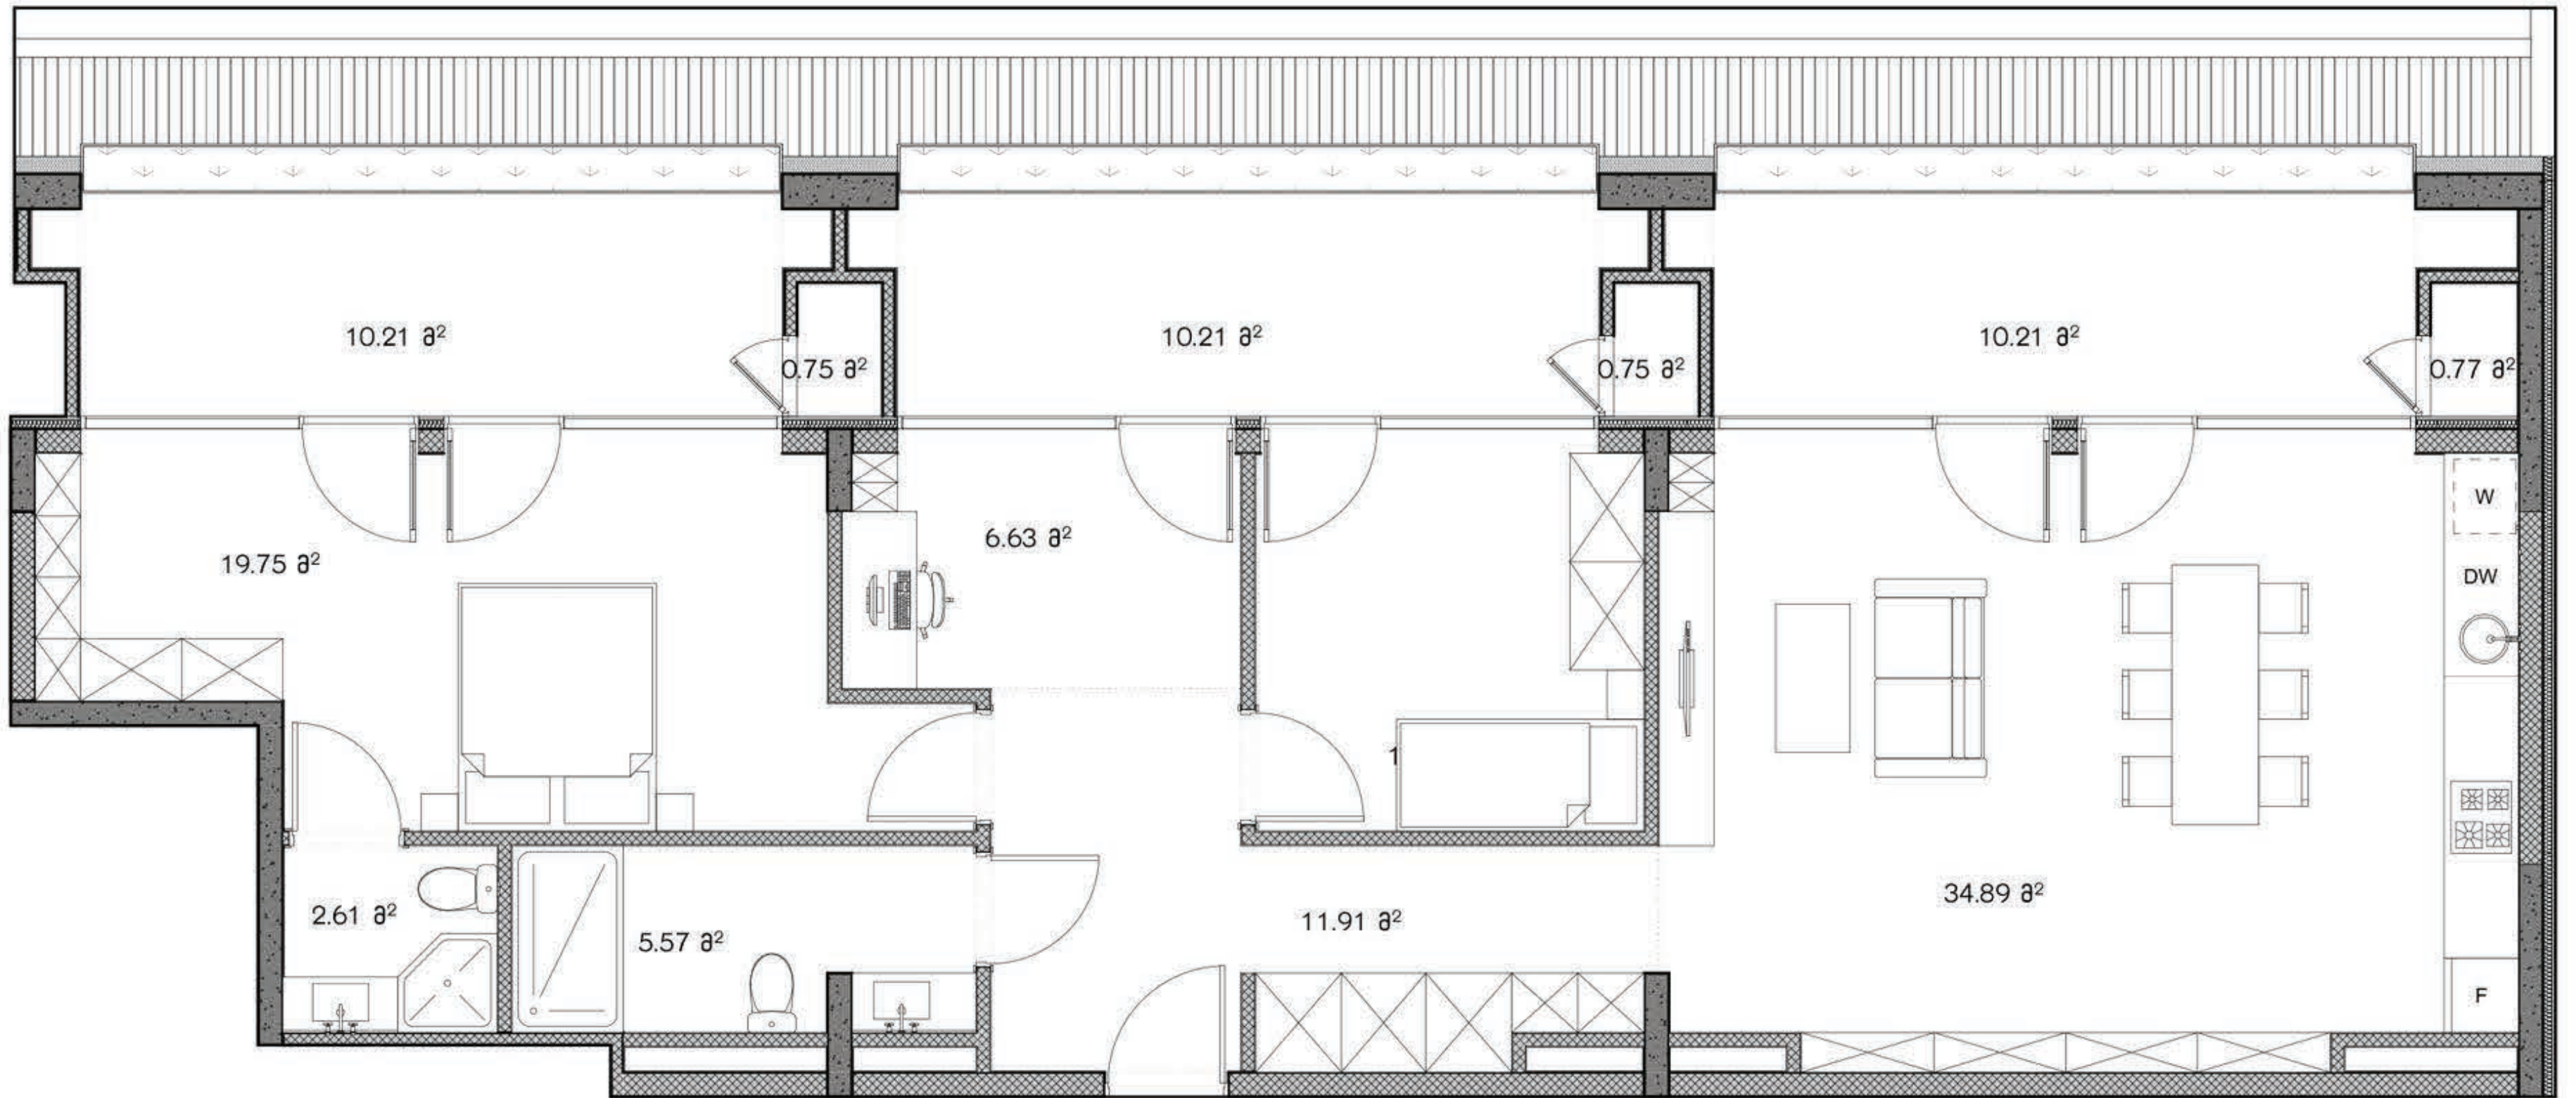 10.21 მ²
10.21 მ²
10.21 მ²
0.75 მ²
0.75 მ²
0.77 მ²
W
6.63 მ²
19.75 მ²
DW
1
34.89 მ²
2.61 მ²
11.91 მ²
5.57 მ²
F